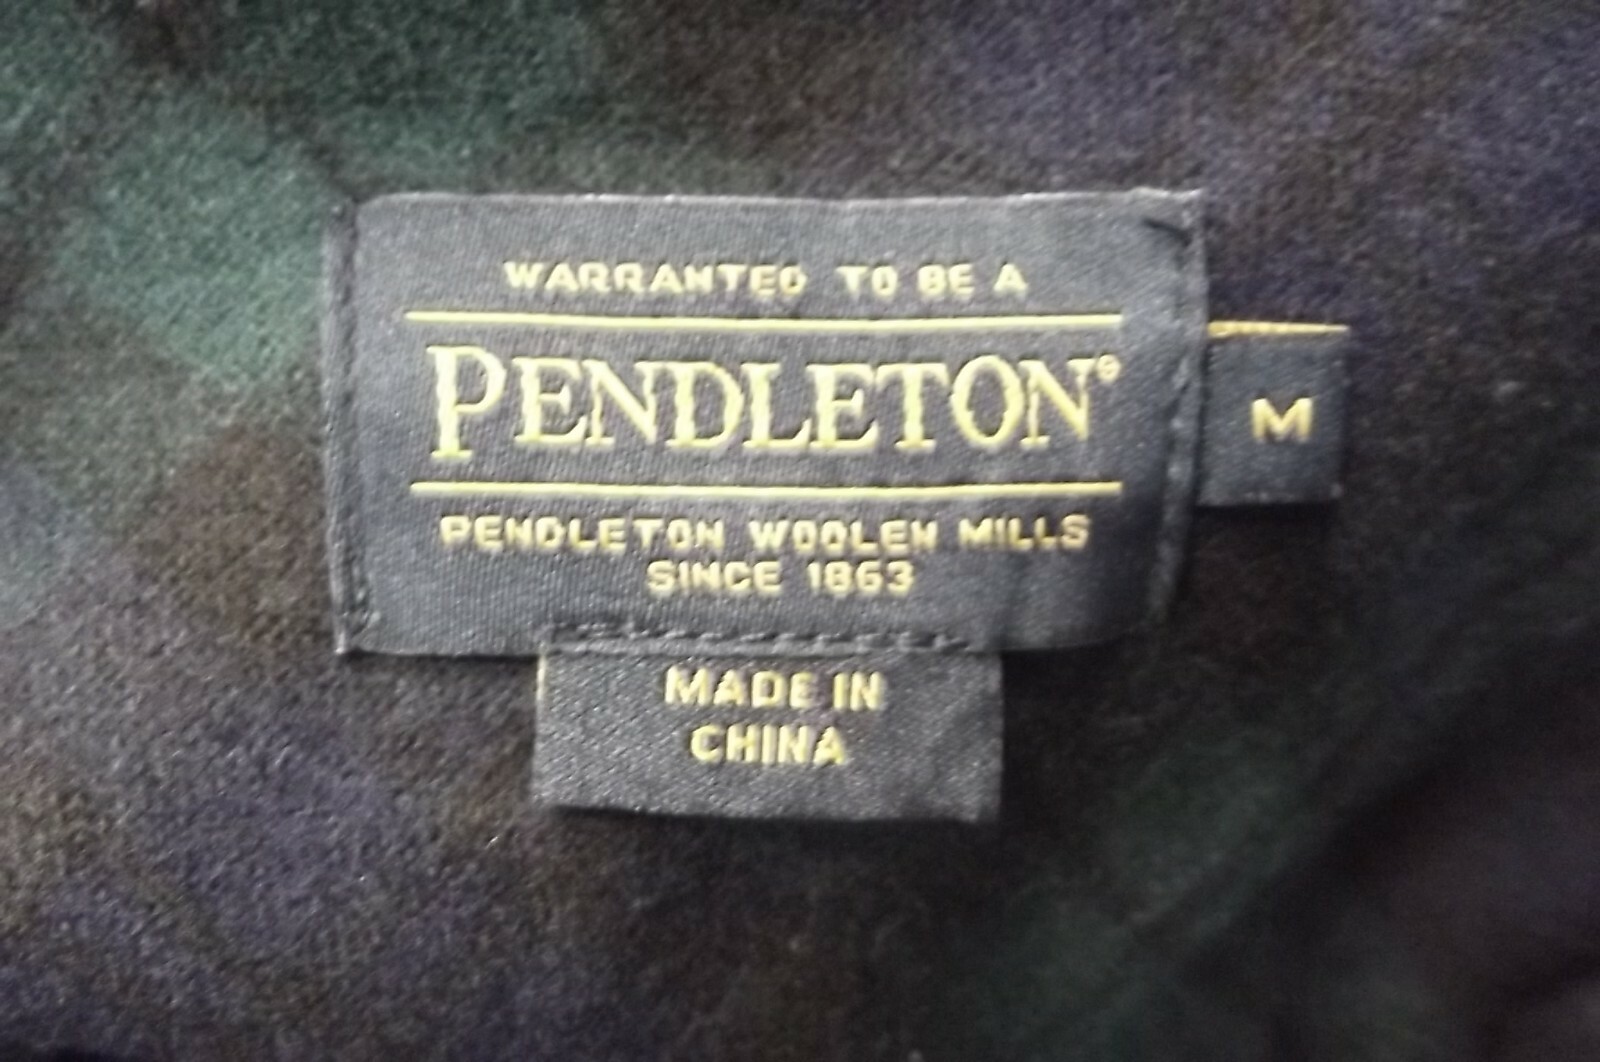 WARRANTED TO BE A
PENDLETON®
M
PENDLETON WOOLEN MILLS
SINCE 1863
MADE IN
CHINA